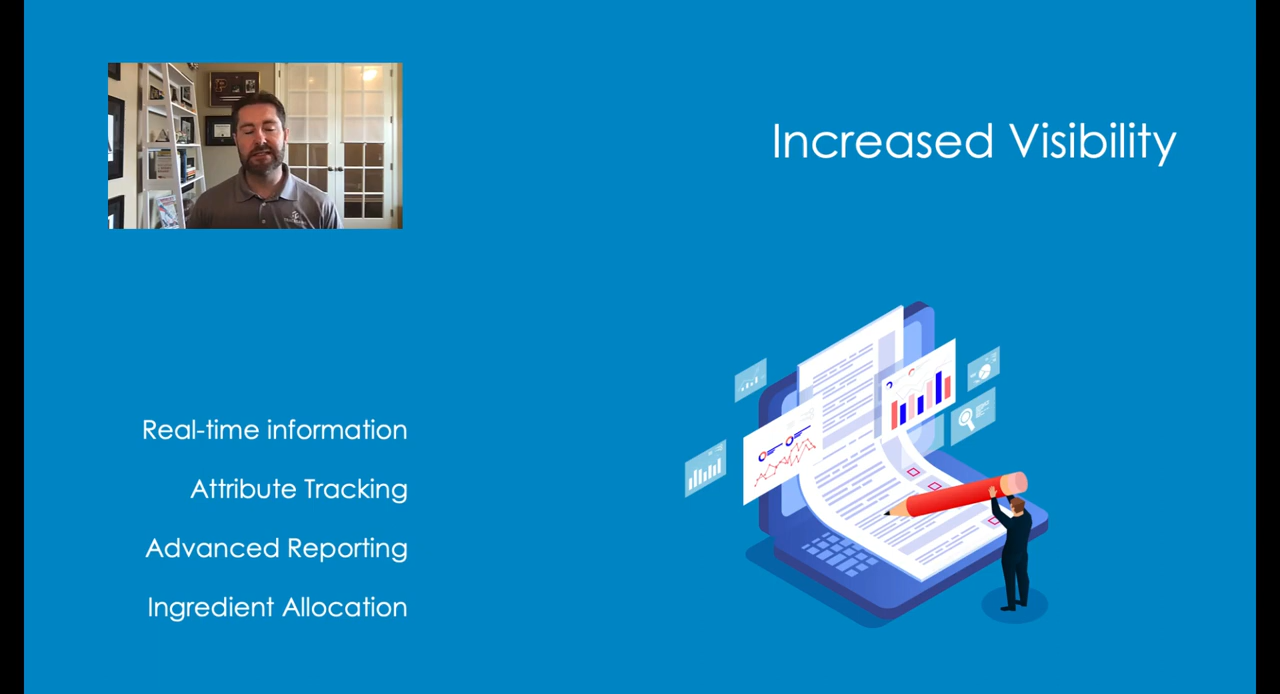 Increased Visibility
Real-time information
Attribute Tracking
Advanced Reporting
Ingredient Allocation